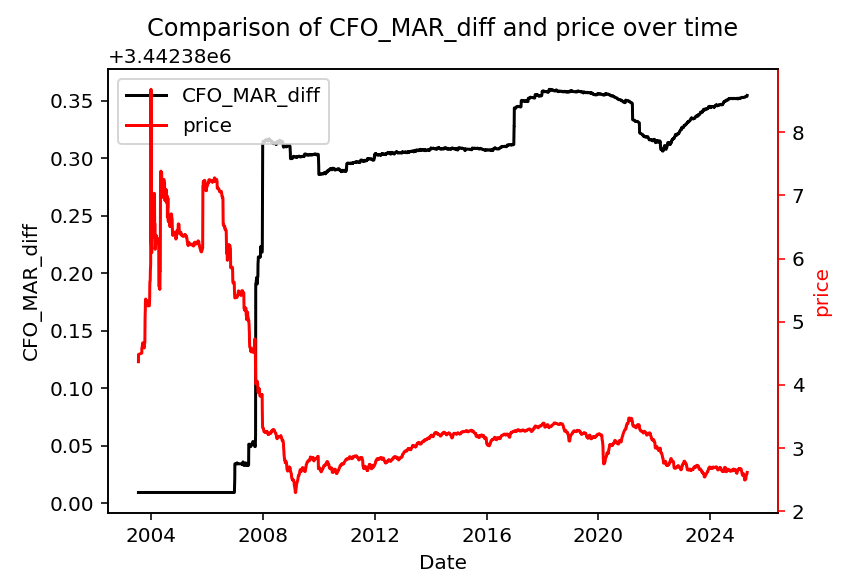 Comparison of CFO_MAR_diff and price over time
+3.44238e6
CFO_MAR_diff
price
0.35
0.30
0.25
0.20
0.15
0.10
0.05
0.00
CFO_MAR_diff
8
7
6
5
4
3
2
price
2004 2008 2012 2016 2020 2024
Date